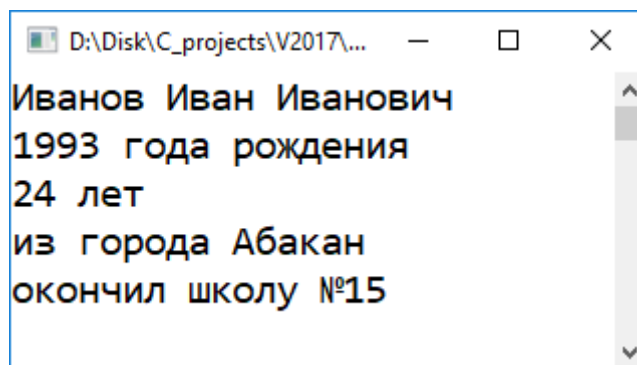 D:\Disk\C_projects\V2017\...
Иванов Иван Иванович
1993 года рождения
24 лет
из города Абакан
окончил школу №15